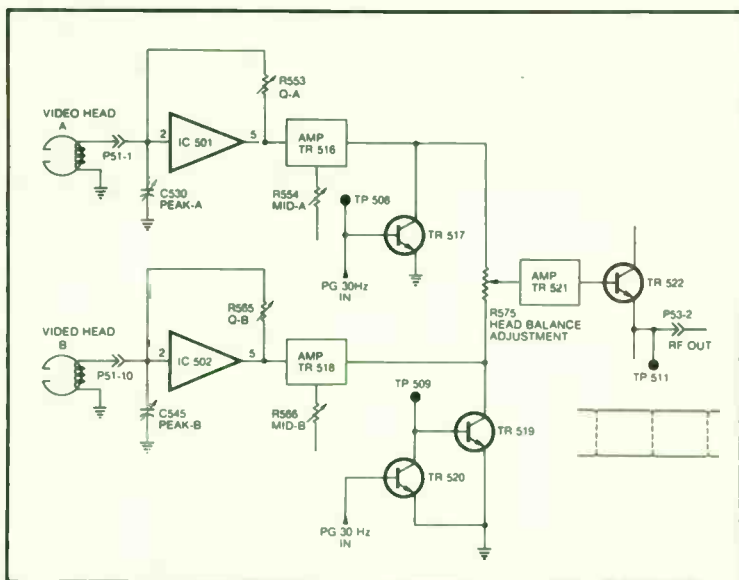 R553
Q-A
VIDEO HEAD
A
2
IC 501
5
AMP
TR 516
P51-1
C530
PEAK-A
R554
MID-A
TP 508
TR 517
PG 30Hz
IN
AMP
TR 521
TR 522
R575
HEAD BALANCE
ADJUSTMENT
P53-2
RF OUT
TP 511
R565
Q-B
VIDEO HEAD
B
2
IC 502
5
AMP
TR 518
P51-10
C545
PEAK-B
R566
MID-B
TP 509
TR 519
TR 520
PG 30 Hz
IN